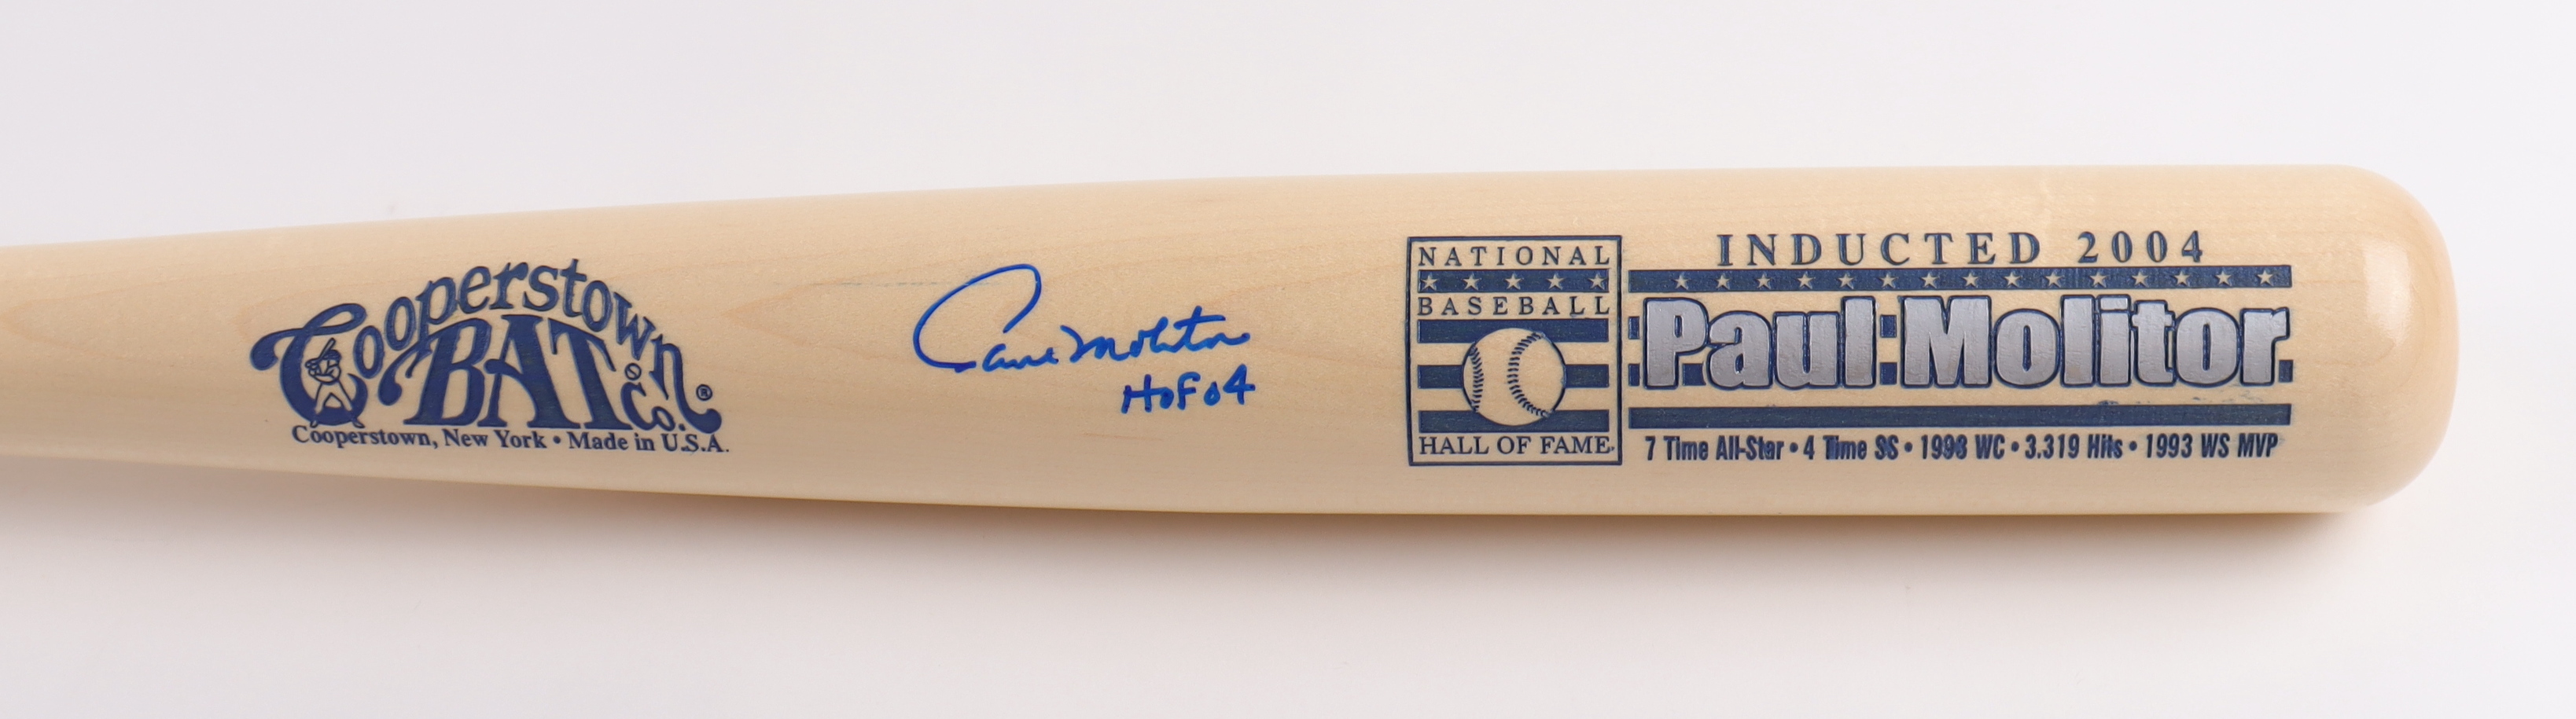 Cooperstown
BAT Co.®
Cooperstown, New York • Made in U.S.A.
Paul Molitor
HOF 04
NATIONAL
BASEBALL
HALL OF FAME
INDUCTED 2004
Paul Molitor
7 Time All-Star • 4 Time SS • 1998 WC • 3.319 Hits • 1993 WS MVP